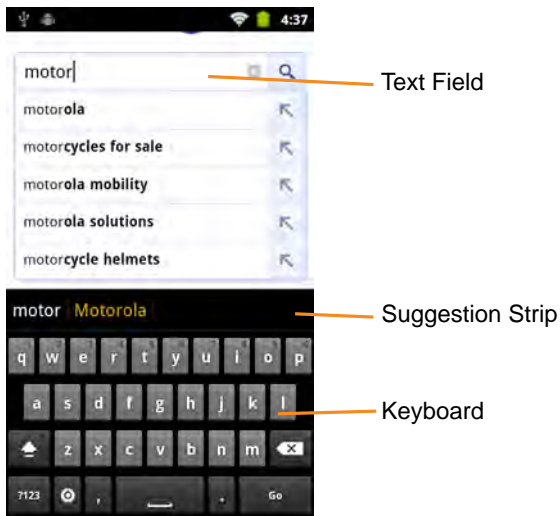 4:37
motor
Text Field
motorola
motorcycles for sale
motorola mobility
motorola solutions
motorcycle helmets
motor Motorola
Suggestion Strip
q w e r t y u i o p
a s d f g h j k l
Keyboard
z x c v b n m
?123 , . Go